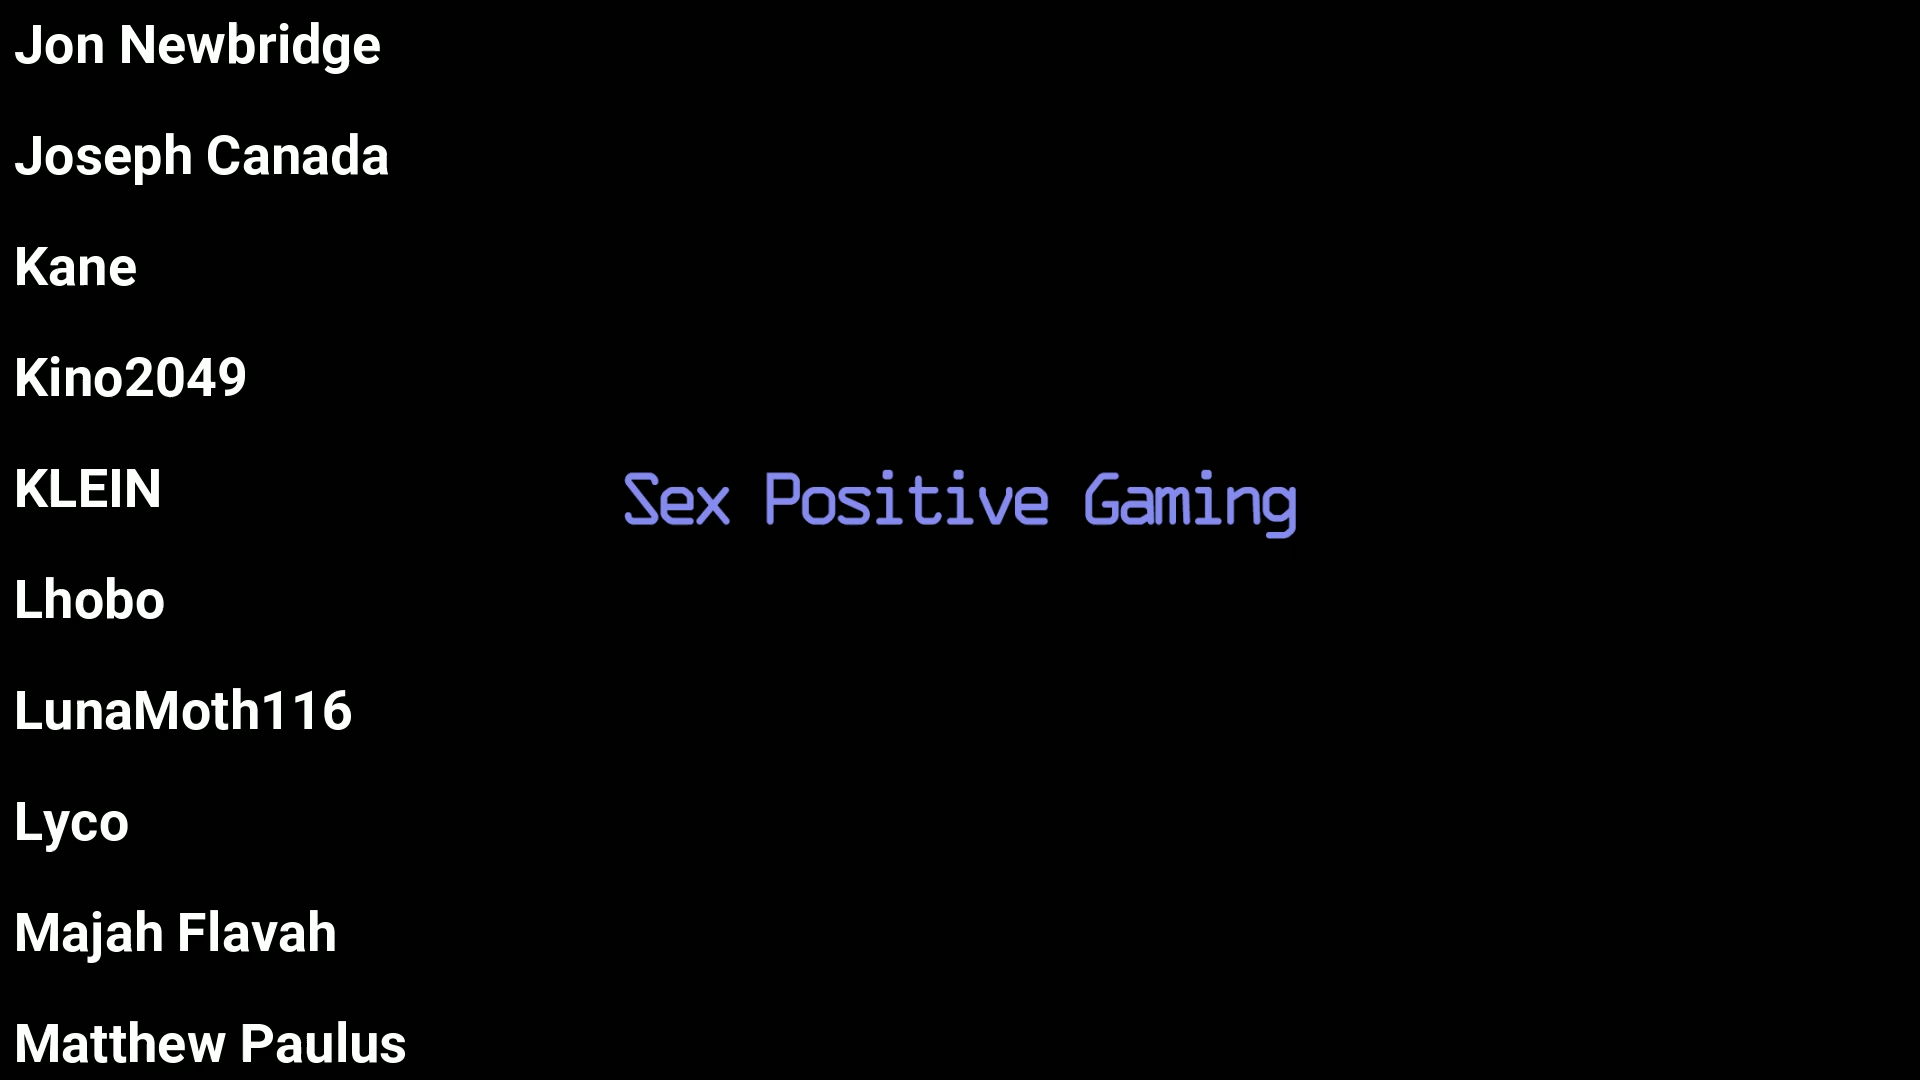 Jon Newbridge
Joseph Canada
Kane
Kino2049
KLEIN
Sex Positive Gaming
Lhobo
LunaMoth116
Lyco
Majah Flavah
Matthew Paulus